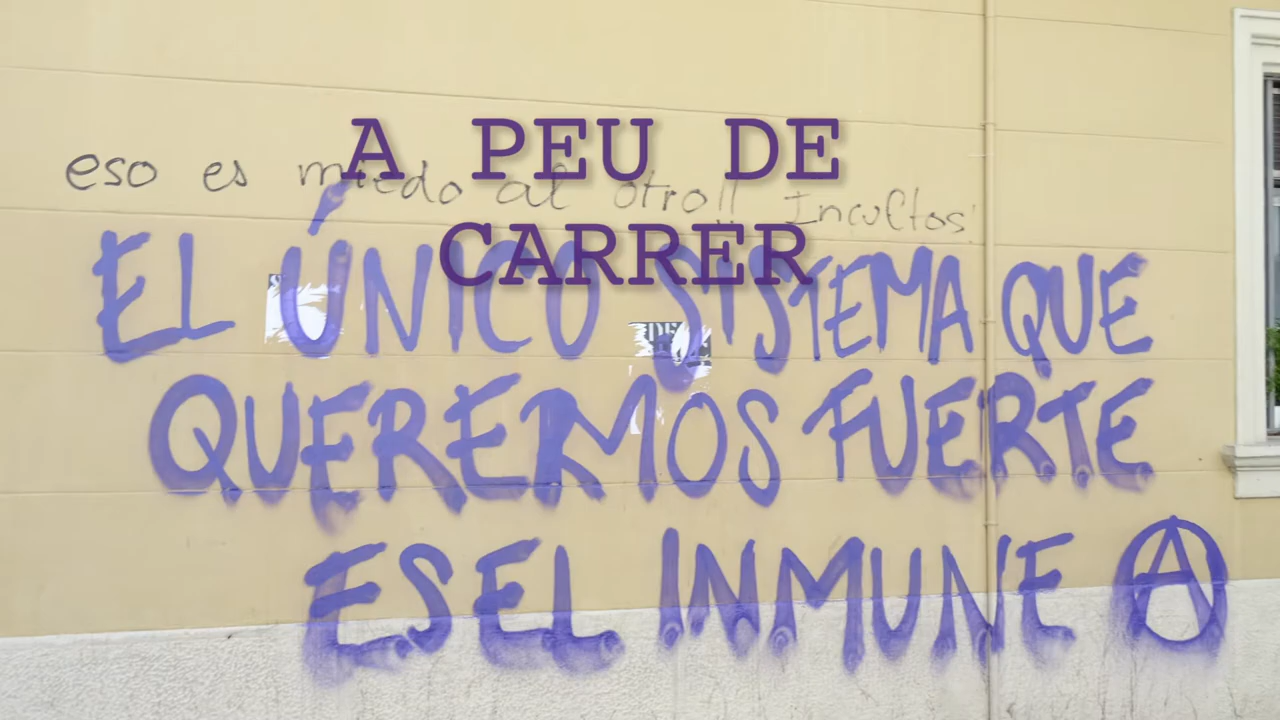 A PEU DE
CARRER
eso es miedo al otro!! Incultos!
EL ÚNICO SISTEMA QUE
QUEREMOS FUERTE
ES EL INMUNE Ⓐ